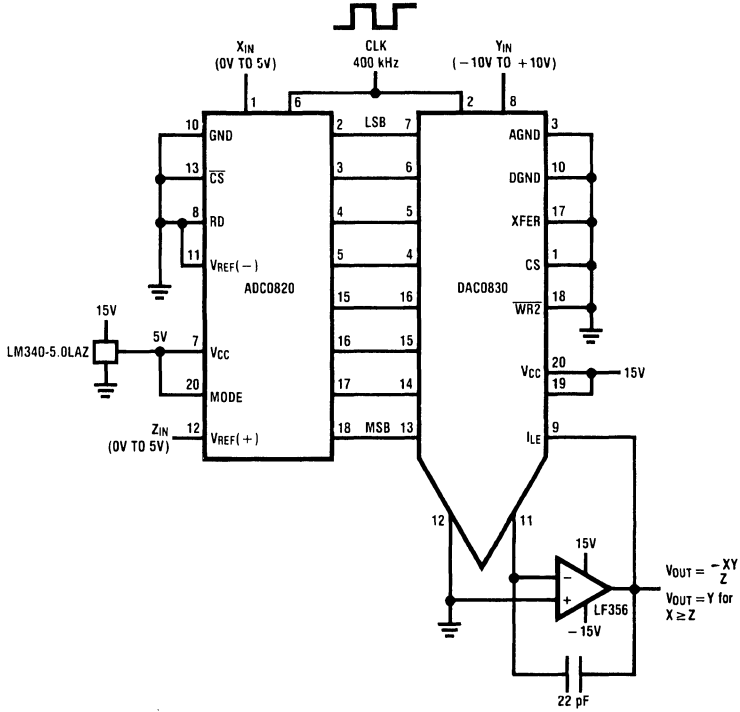 CLK
400 kHz
XIN
(0V TO 5V)
YIN
(−10V TO +10V)
1
6
2
8
10
GND
13
CS
8
RD
11
VREF(−)
15V
LM340-5.0LAZ
5V
7
VCC
20
MODE
ZIN
(0V TO 5V)
12
VREF(+)
ADC0820
2
LSB
7
3
6
4
5
5
4
15
16
16
15
17
14
18
MSB
13
DAC0830
AGND
3
DGND
10
XFER
17
CS
1
WR2
18
VCC
20
19
15V
ILE
9
12
11
15V
−
+
LF356
−15V
22 pF
VOUT = −XY
Z
VOUT = Y for
X ≥ Z